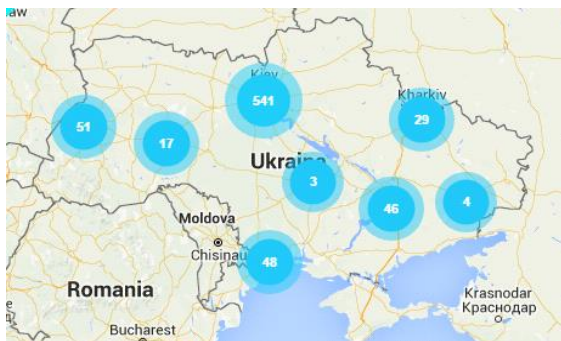 aw
Kiev
541
Kharkiv
29
51
17
Ukraine
3
46
4
Moldova
Chisinau
48
Romania
Krasnodar
Краснодар
Bucharest